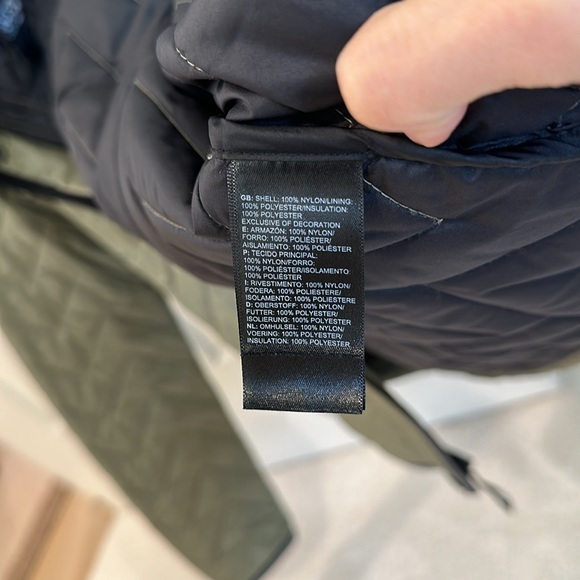 GB: SHELL: 100% NYLON/LINING:
100% POLYESTER/INSULATION:
100% POLYESTER
EXCLUSIVE OF DECORATION
E: ARMAZÓN: 100% NYLON/
FORRO: 100% POLIÉSTER/
AISLAMIENTO: 100% POLIÉSTER
P: TECIDO PRINCIPAL:
100% NYLON/FORRO:
100% POLIÉSTER/ISOLAMENTO:
100% POLIÉSTER
I: RIVESTIMENTO: 100% NYLON/
FODERA: 100% POLIESTERE/
ISOLAMENTO: 100% POLIESTERE
D: OBERSTOFF: 100% NYLON/
FUTTER: 100% POLYESTER/
ISOLIERUNG: 100% POLYESTER
NL: OMHULSEL: 100% NYLON/
VOERING: 100% POLYESTER/
INSULATION: 100% POLYESTER